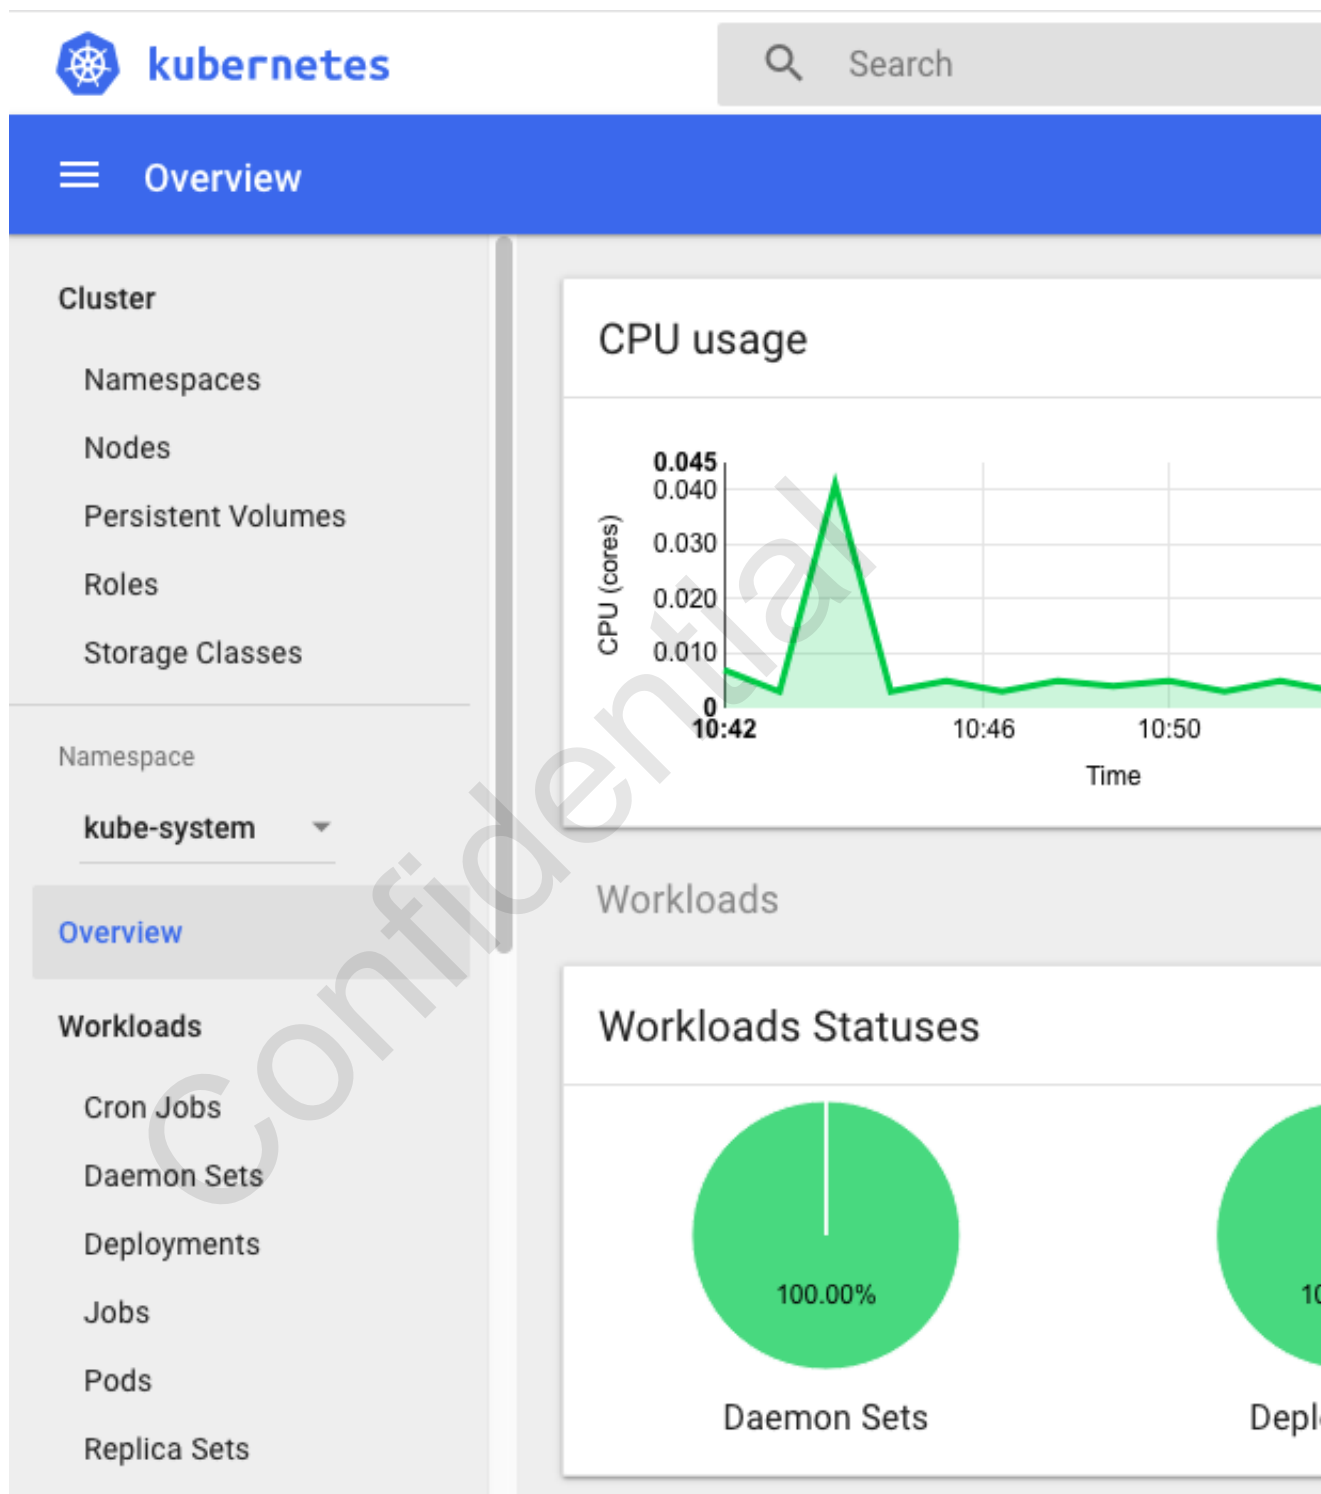 kubernetes
Search
Overview
Cluster
Namespaces
Nodes
Persistent Volumes
Roles
Storage Classes
Namespace
kube-system
Overview
Workloads
Cron Jobs
Daemon Sets
Deployments
Jobs
Pods
Replica Sets
CPU usage
CPU (cores)
0.045
0.040
0.030
0.020
0.010
0
10:42
10:46
10:50
Time
Workloads
Workloads Statuses
100.00%
Daemon Sets
Confidential